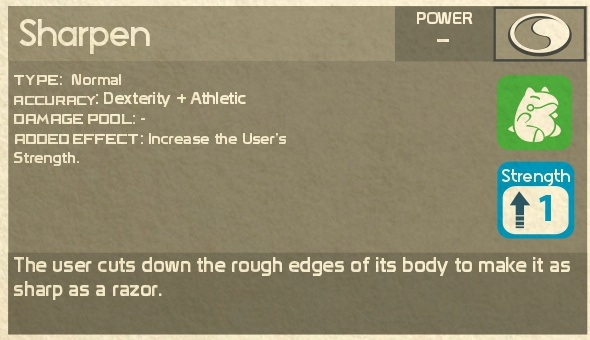 Sharpen
POWER
–
TYPE: Normal
ACCURACY: Dexterity + Athletic
DAMAGE POOL: -
ADDED EFFECT: Increase the User's
Strength.
Strength
1
The user cuts down the rough edges of its body to make it as
sharp as a razor.